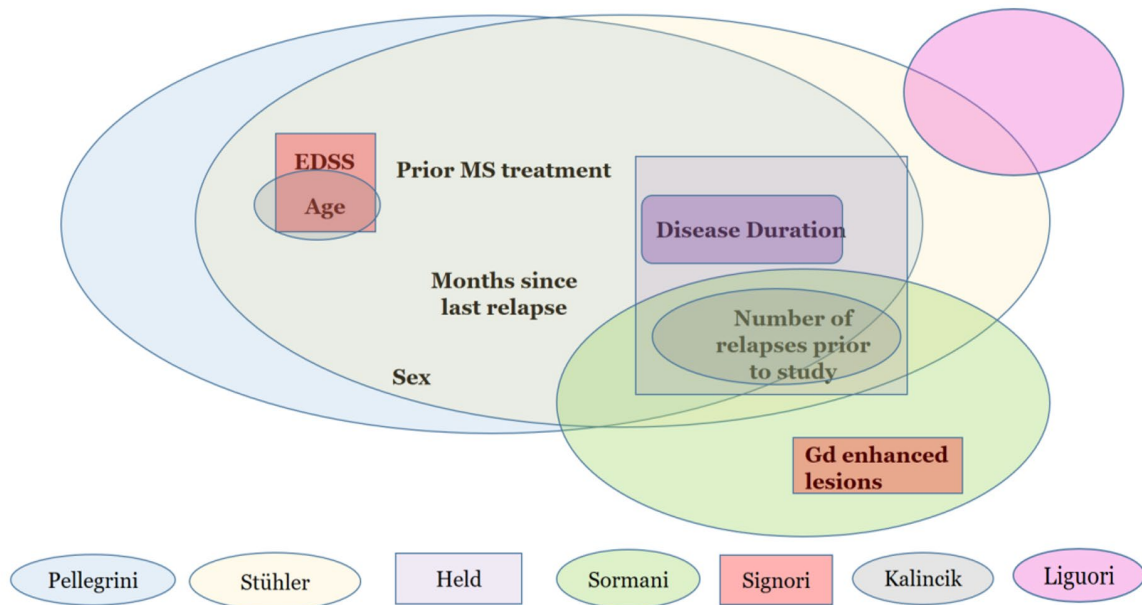 EDSS
Prior MS treatment
Age
Disease Duration
Months since
last relapse
Number of
relapses prior
to study
Sex
Gd enhanced
lesions
Pellegrini
Stühler
Held
Sormani
Signori
Kalincik
Liguori